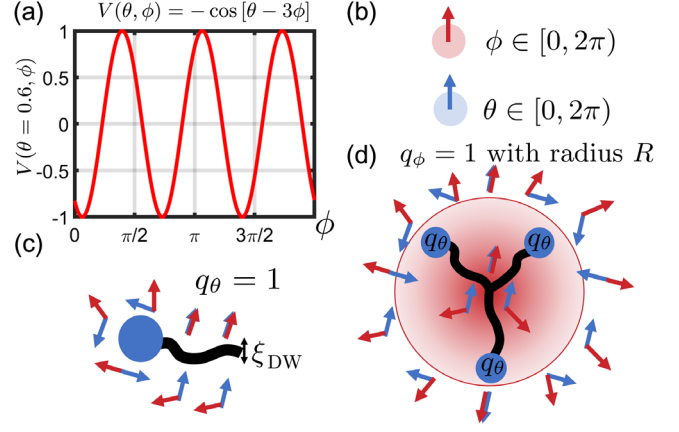 (a)
V(θ, ϕ) = − cos [θ − 3ϕ]
V(θ = 0.6, ϕ)
1
0.5
0
-0.5
-1
0
π/2
π
3π/2
ϕ
(b)
ϕ ∈ [0, 2π)
θ ∈ [0, 2π)
(c)
q_θ = 1
ξ_DW
(d)
q_ϕ = 1 with radius R
q_θ
q_θ
q_θ